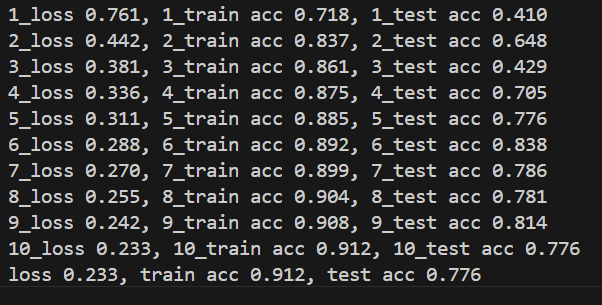 1_loss 0.761, 1_train acc 0.718, 1_test acc 0.410
2_loss 0.442, 2_train acc 0.837, 2_test acc 0.648
3_loss 0.381, 3_train acc 0.861, 3_test acc 0.429
4_loss 0.336, 4_train acc 0.875, 4_test acc 0.705
5_loss 0.311, 5_train acc 0.885, 5_test acc 0.776
6_loss 0.288, 6_train acc 0.892, 6_test acc 0.838
7_loss 0.270, 7_train acc 0.899, 7_test acc 0.786
8_loss 0.255, 8_train acc 0.904, 8_test acc 0.781
9_loss 0.242, 9_train acc 0.908, 9_test acc 0.814
10_loss 0.233, 10_train acc 0.912, 10_test acc 0.776
loss 0.233, train acc 0.912, test acc 0.776